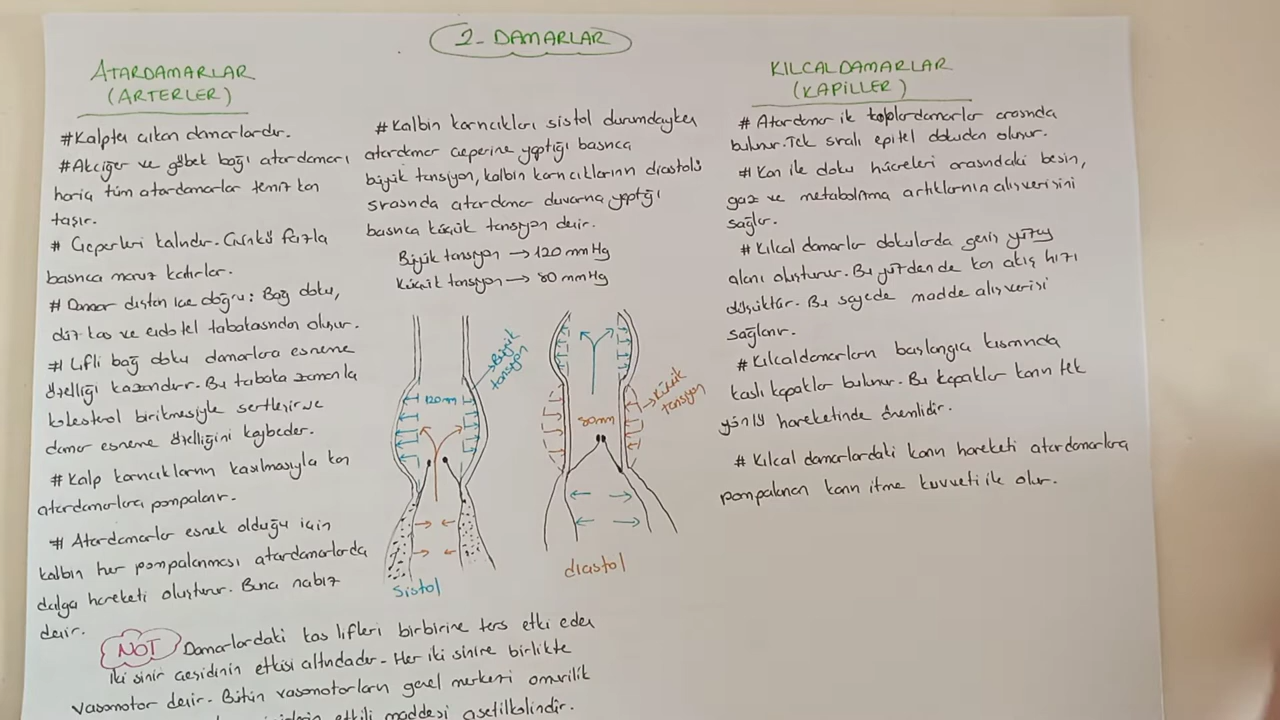 2- DAMARLAR
ATARDAMARLAR
(ARTERLER)
#Kalpten çıkan damarlardır.
#Akciğer ve göbek bağı atardamarı
hariç tüm atardamarlar temiz kan
taşır.
# Çeperleri kalındır. Çünkü fazla
basınca maruz kalırlar.
# Damar dıştan içe doğru: Bağ doku,
düz kas ve endotel tabakasından oluşur.
# Lifli bağ doku damarlara esneme
özelliği kazandırır. Bu tabaka zamanla
kolestrol birikmesiyle sertleşir ve
damar esneme özelliğini kaybeder.
# Kalp karıncıklarının kasılmasıyla kan
atardamarlara pompalanır.
# Atardamarlar esnek olduğu için
kalbin her pompalanması atardamarlarda
dalga hareketi oluşturur. Buna nabız
denir.
# Kalbin karıncıkları sistol durumdayken
atardamar çeperine yaptığı basınca
büyük tansiyon, kalbin karıncıklarının diastolü
sırasında atardamar duvarına yaptığı
basınca küçük tansiyon denir.
Büyük tansiyon → 120 mmHg
Küçük tansiyon → 80 mmHg
Büyük
tansiyon
120mm
Sistol
Küçük
tansiyon
80mm
diastol
KILCALDAMARLAR
(KAPİLLER)
# Atardamar ile toplardamarlar arasında
bulunur. Tek sıralı epitel dokudan oluşur.
# Kan ile doku hücreleri arasındaki besin,
gaz ve metabolizma artıklarının alışverişini
sağlar.
# Kılcal damarlar dokularda geniş yüzey
alanı oluşturur. Bu yüzden de kan akış hızı
düşüktür. Bu sayede madde alışverişi
sağlanır.
# Kılcaldamarların başlangıç kısmında
kaslı kapaklar bulunur. Bu kapaklar kanın tek
yönlü hareketinde önemlidir.
# Kılcal damarlardaki kanın hareketi atardamarlara
pompalanan kanın itme kuvveti ile olur.
NOT Damarlardaki kas lifleri birbirine ters etki eden
iki sinir çeşidinin etkisi altındadır. Her iki sinire birlikte
vasomotor denir. Bütün vasomotorların genel merkezi omurilik
etkili maddesi asetilkolindir.